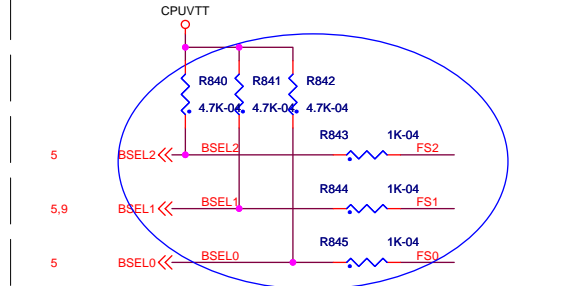 CPUVTT
R840 R841 R842
4.7K-04 4.7K-04 4.7K-04
R843 1K-04
5 BSEL2 BSEL2 FS2
R844 1K-04
5,9 BSEL1 BSEL1 FS1
R845 1K-04
5 BSEL0 BSEL0 FS0